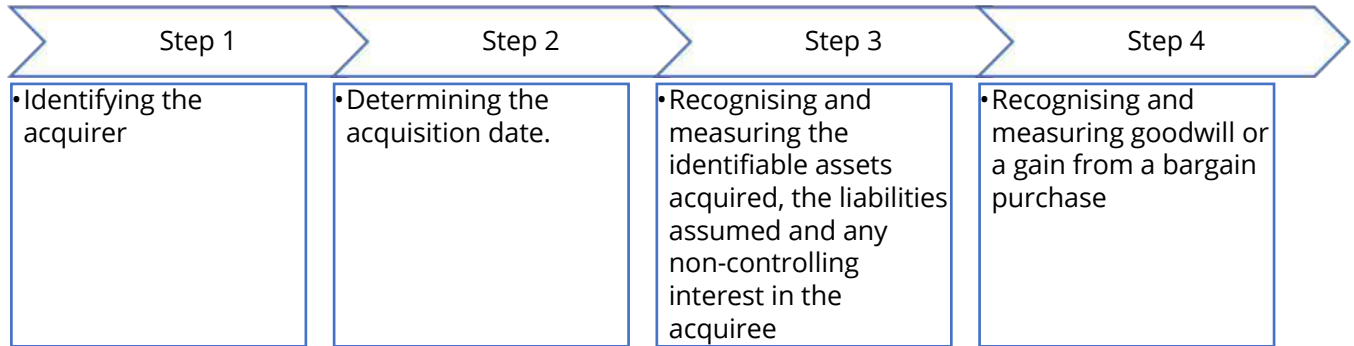 Step 1
Step 2
Step 3
Step 4
•Identifying the
acquirer
•Determining the
acquisition date.
•Recognising and
measuring the
identifiable assets
acquired, the liabilities
assumed and any
non-controlling
interest in the
acquiree
•Recognising and
measuring goodwill or
a gain from a bargain
purchase